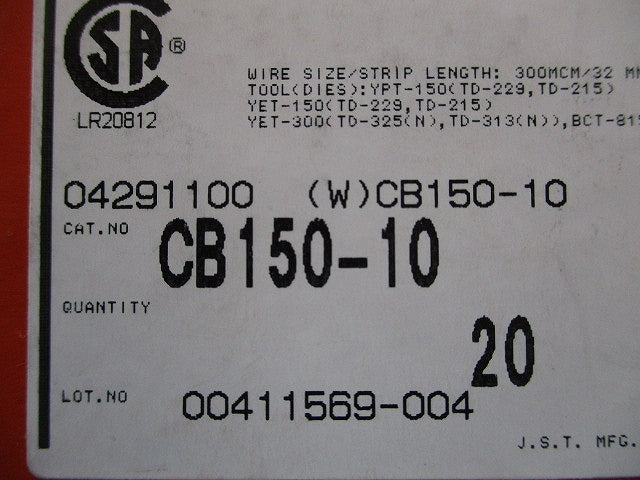 SA ®
LR20812
WIRE SIZE/STRIP LENGTH: 300MCM/32
TOOL(DIES):YPT-150(TD-229,TD-215)
YET-150(TD-229,TD-215)
YET-300(TD-325(N),TD-313(N)),BCT-815
04291100 (W)CB150-10
CAT.NO CB150-10
QUANTITY 20
LOT.NO 00411569-004
J.S.T. MFG.